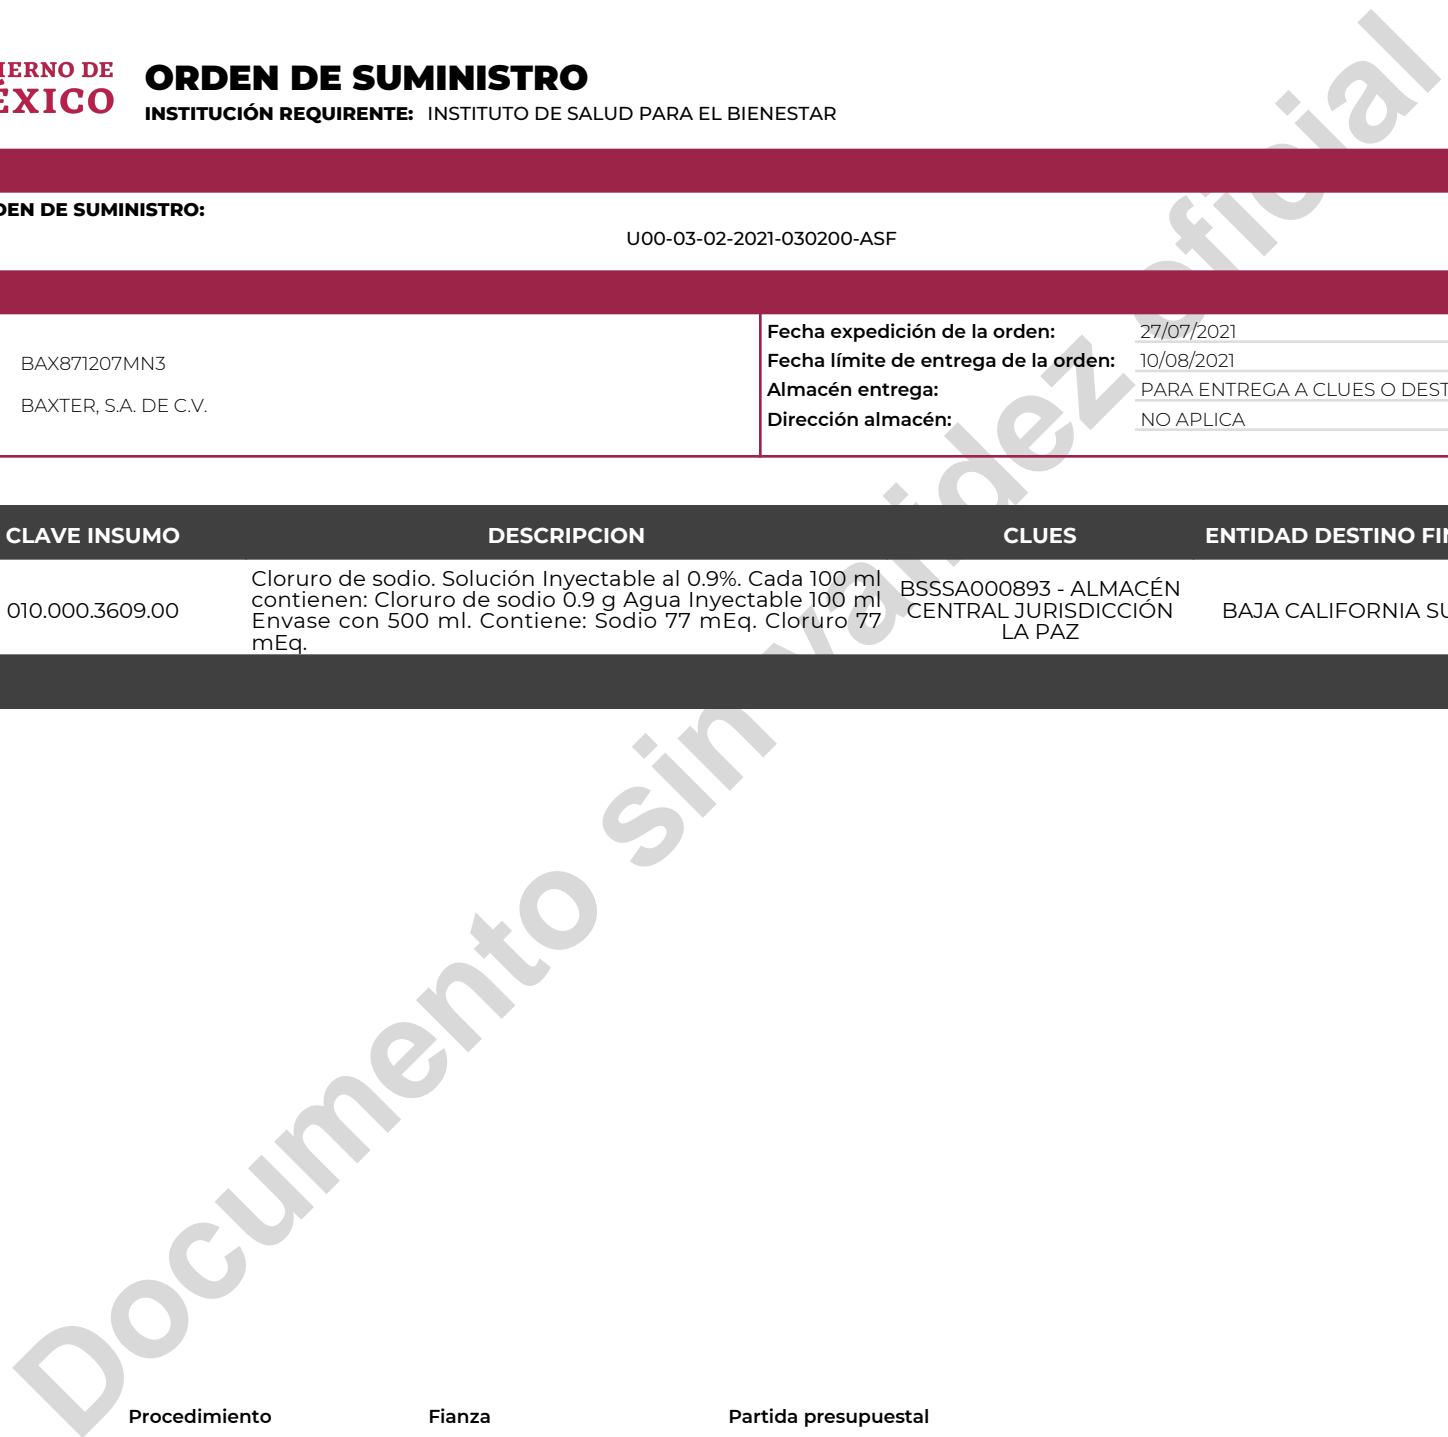 IERNO DE
ÉXICO
ORDEN DE SUMINISTRO
INSTITUCIÓN REQUIRENTE: INSTITUTO DE SALUD PARA EL BIENESTAR
DEN DE SUMINISTRO:
U00-03-02-2021-030200-ASF
BAX871207MN3
BAXTER, S.A. DE C.V.
Fecha expedición de la orden: 27/07/2021
Fecha límite de entrega de la orden: 10/08/2021
Almacén entrega: PARA ENTREGA A CLUES O DEST
Dirección almacén: NO APLICA
CLAVE INSUMO DESCRIPCION CLUES ENTIDAD DESTINO FIN
010.000.3609.00
Cloruro de sodio. Solución Inyectable al 0.9%. Cada 100 ml
contienen: Cloruro de sodio 0.9 g Agua Inyectable 100 ml
Envase con 500 ml. Contiene: Sodio 77 mEq. Cloruro 77
mEq.
BSSSA000893 - ALMACÉN
CENTRAL JURISDICCIÓN
LA PAZ
BAJA CALIFORNIA SU
Documento sin validez oficial
Procedimiento Fianza Partida presupuestal